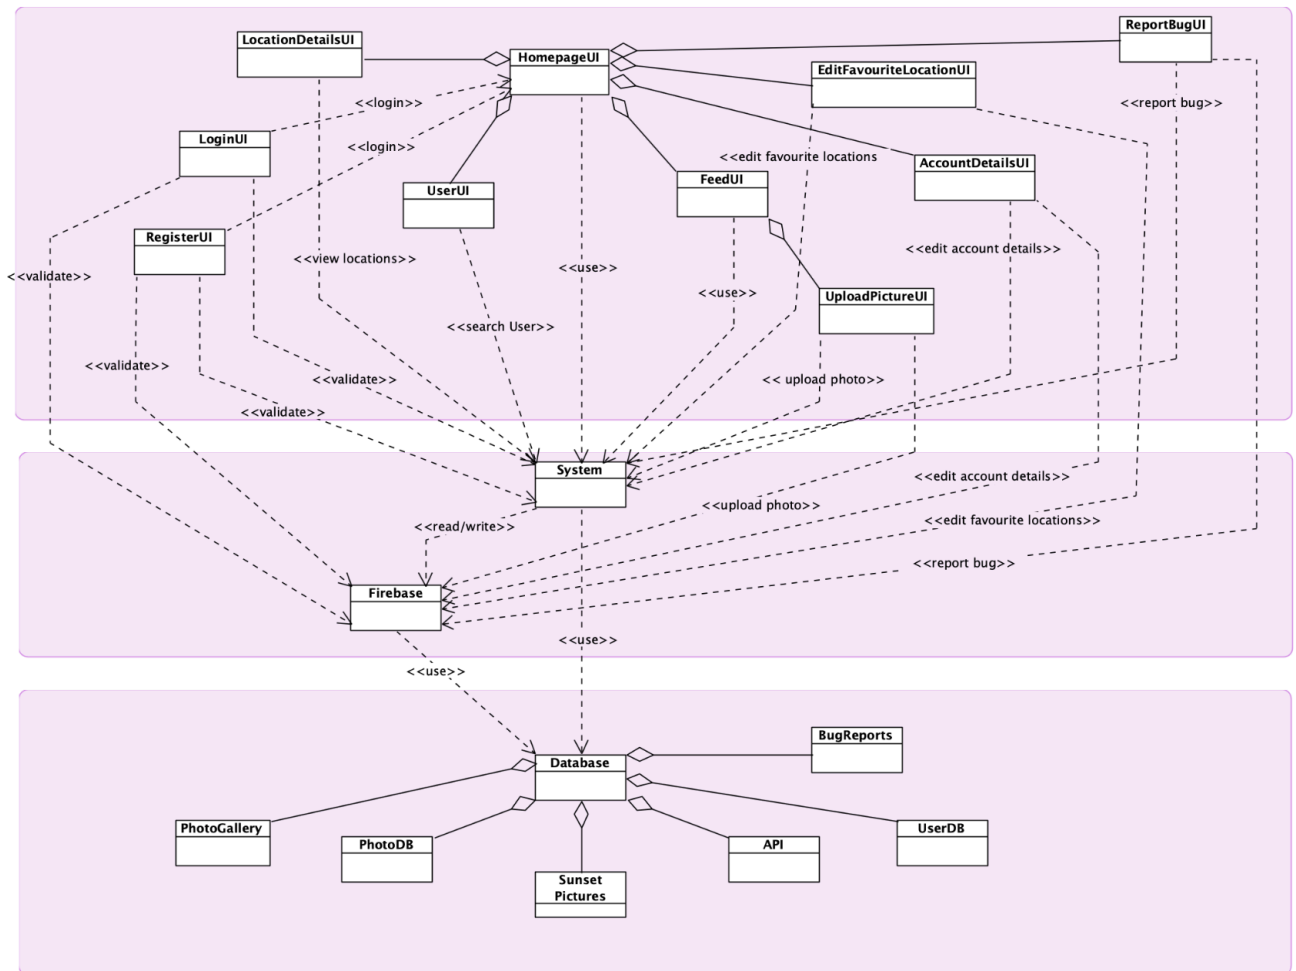 ReportBugUI
LocationDetailsUI
HomepageUI
EditFavouriteLocationUI
<<login>>
<<report bug>>
LoginUI
<<login>>
<<edit favourite locations
AccountDetailsUI
FeedUI
UserUI
RegisterUI
<<edit account details>>
<<view locations>>
<<use>>
<<validate>>
<<use>>
UploadPictureUI
<<search User>>
<<validate>>
<<validate>>
<< upload photo>>
<<validate>>
System
<<edit account details>>
<<upload photo>>
<<edit favourite locations>>
<<read/write>>
<<report bug>>
Firebase
<<use>>
<<use>>
BugReports
Database
PhotoGallery
UserDB
PhotoDB
API
Sunset
Pictures